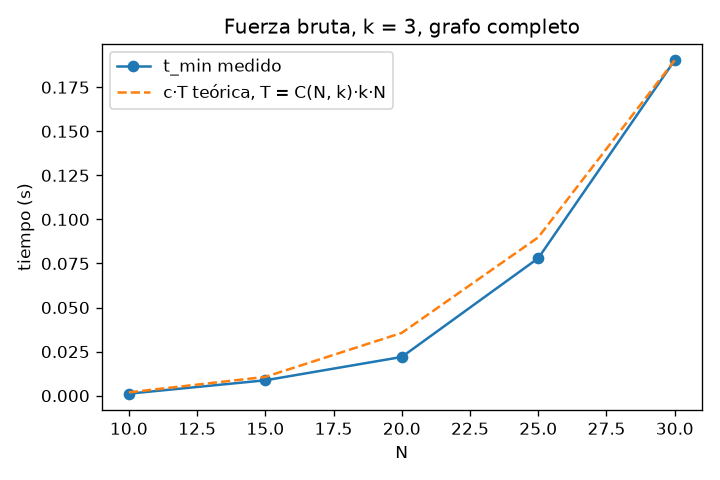 Fuerza bruta, k = 3, grafo completo
t_min medido
c·T teórica, T = C(N, k)·k·N
tiempo (s)
0.175
0.150
0.125
0.100
0.075
0.050
0.025
0.000
10.0 12.5 15.0 17.5 20.0 22.5 25.0 27.5 30.0
N